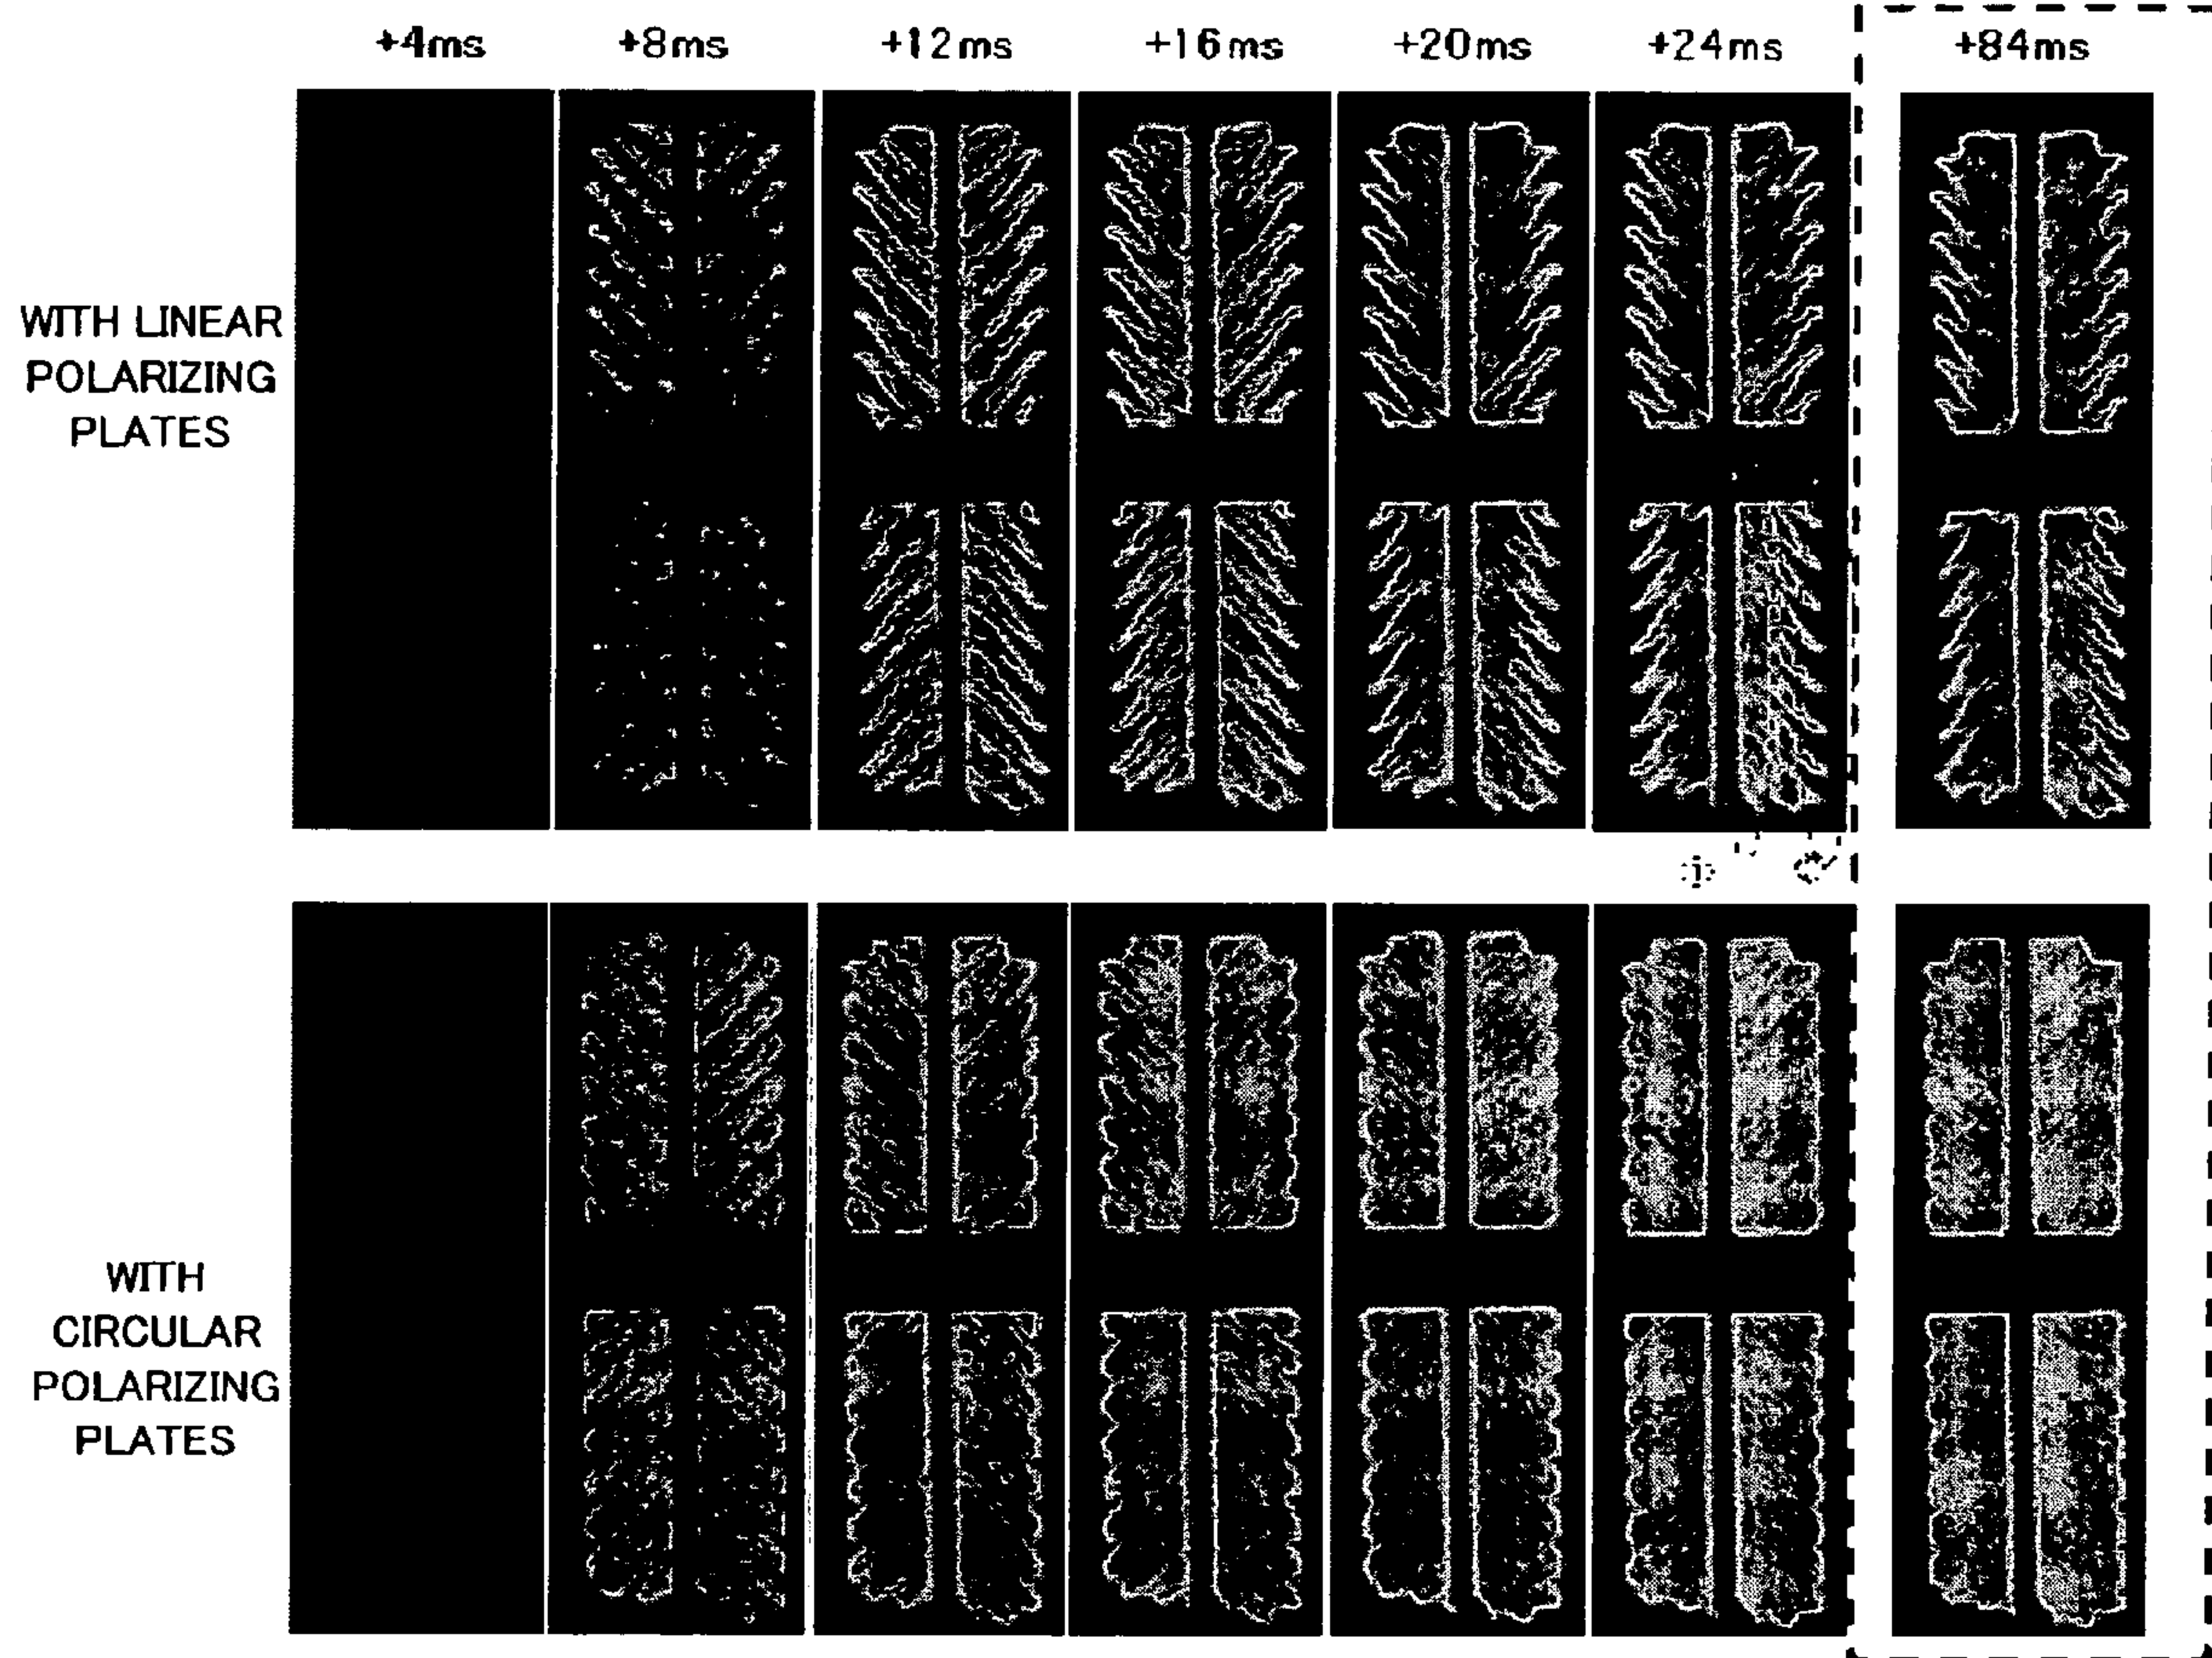 +4ms +8ms +12ms +16ms +20ms +24ms +84ms
WITH LINEAR
POLARIZING
PLATES
WITH
CIRCULAR
POLARIZING
PLATES